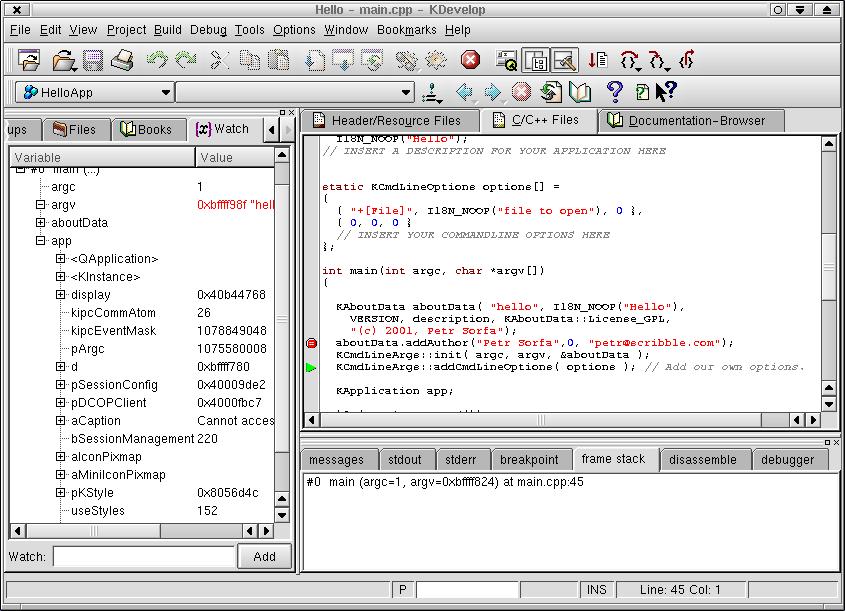 Hello - main.cpp - KDevelop
File Edit View Project Build Debug Tools Options Window Bookmarks Help
HelloApp
ups Files Books Watch
Variable Value
#0 main (...)
argc 1
argv 0xbffff98f "hell
aboutData
app
<QApplication>
<KInstance>
display 0x40b44768
kipcCommAtom 26
kipcEventMask 1078849048
pArgc 1075580008
d 0xbffff780
pSessionConfig 0x40009de2
pDCOPClient 0x4000fbc7
aCaption Cannot acces
bSessionManagement 220
aIconPixmap
aMiniIconPixmap
pKStyle 0x8056d4c
useStyles 152
Watch: Add
Header/Resource Files C/C++ Files Documentation-Browser
I18N_NOOP("Hello");
// INSERT A DESCRIPTION FOR YOUR APPLICATION HERE
static KCmdLineOptions options[] =
{
{ "+[File]", I18N_NOOP("file to open"), 0 },
{ 0, 0, 0 }
// INSERT YOUR COMMANDLINE OPTIONS HERE
};
int main(int argc, char *argv[])
{
KAboutData aboutData( "hello", I18N_NOOP("Hello"),
VERSION, description, KAboutData::License_GPL,
"(c) 2001, Petr Sorfa");
aboutData.addAuthor("Petr Sorfa",0, "petr@scribble.com");
KCmdLineArgs::init( argc, argv, &aboutData );
KCmdLineArgs::addCmdLineOptions( options ); // Add our own options.
KApplication app;
messages stdout stderr breakpoint frame stack disassemble debugger
#0 main (argc=1, argv=0xbffff824) at main.cpp:45
P INS Line: 45 Col: 1